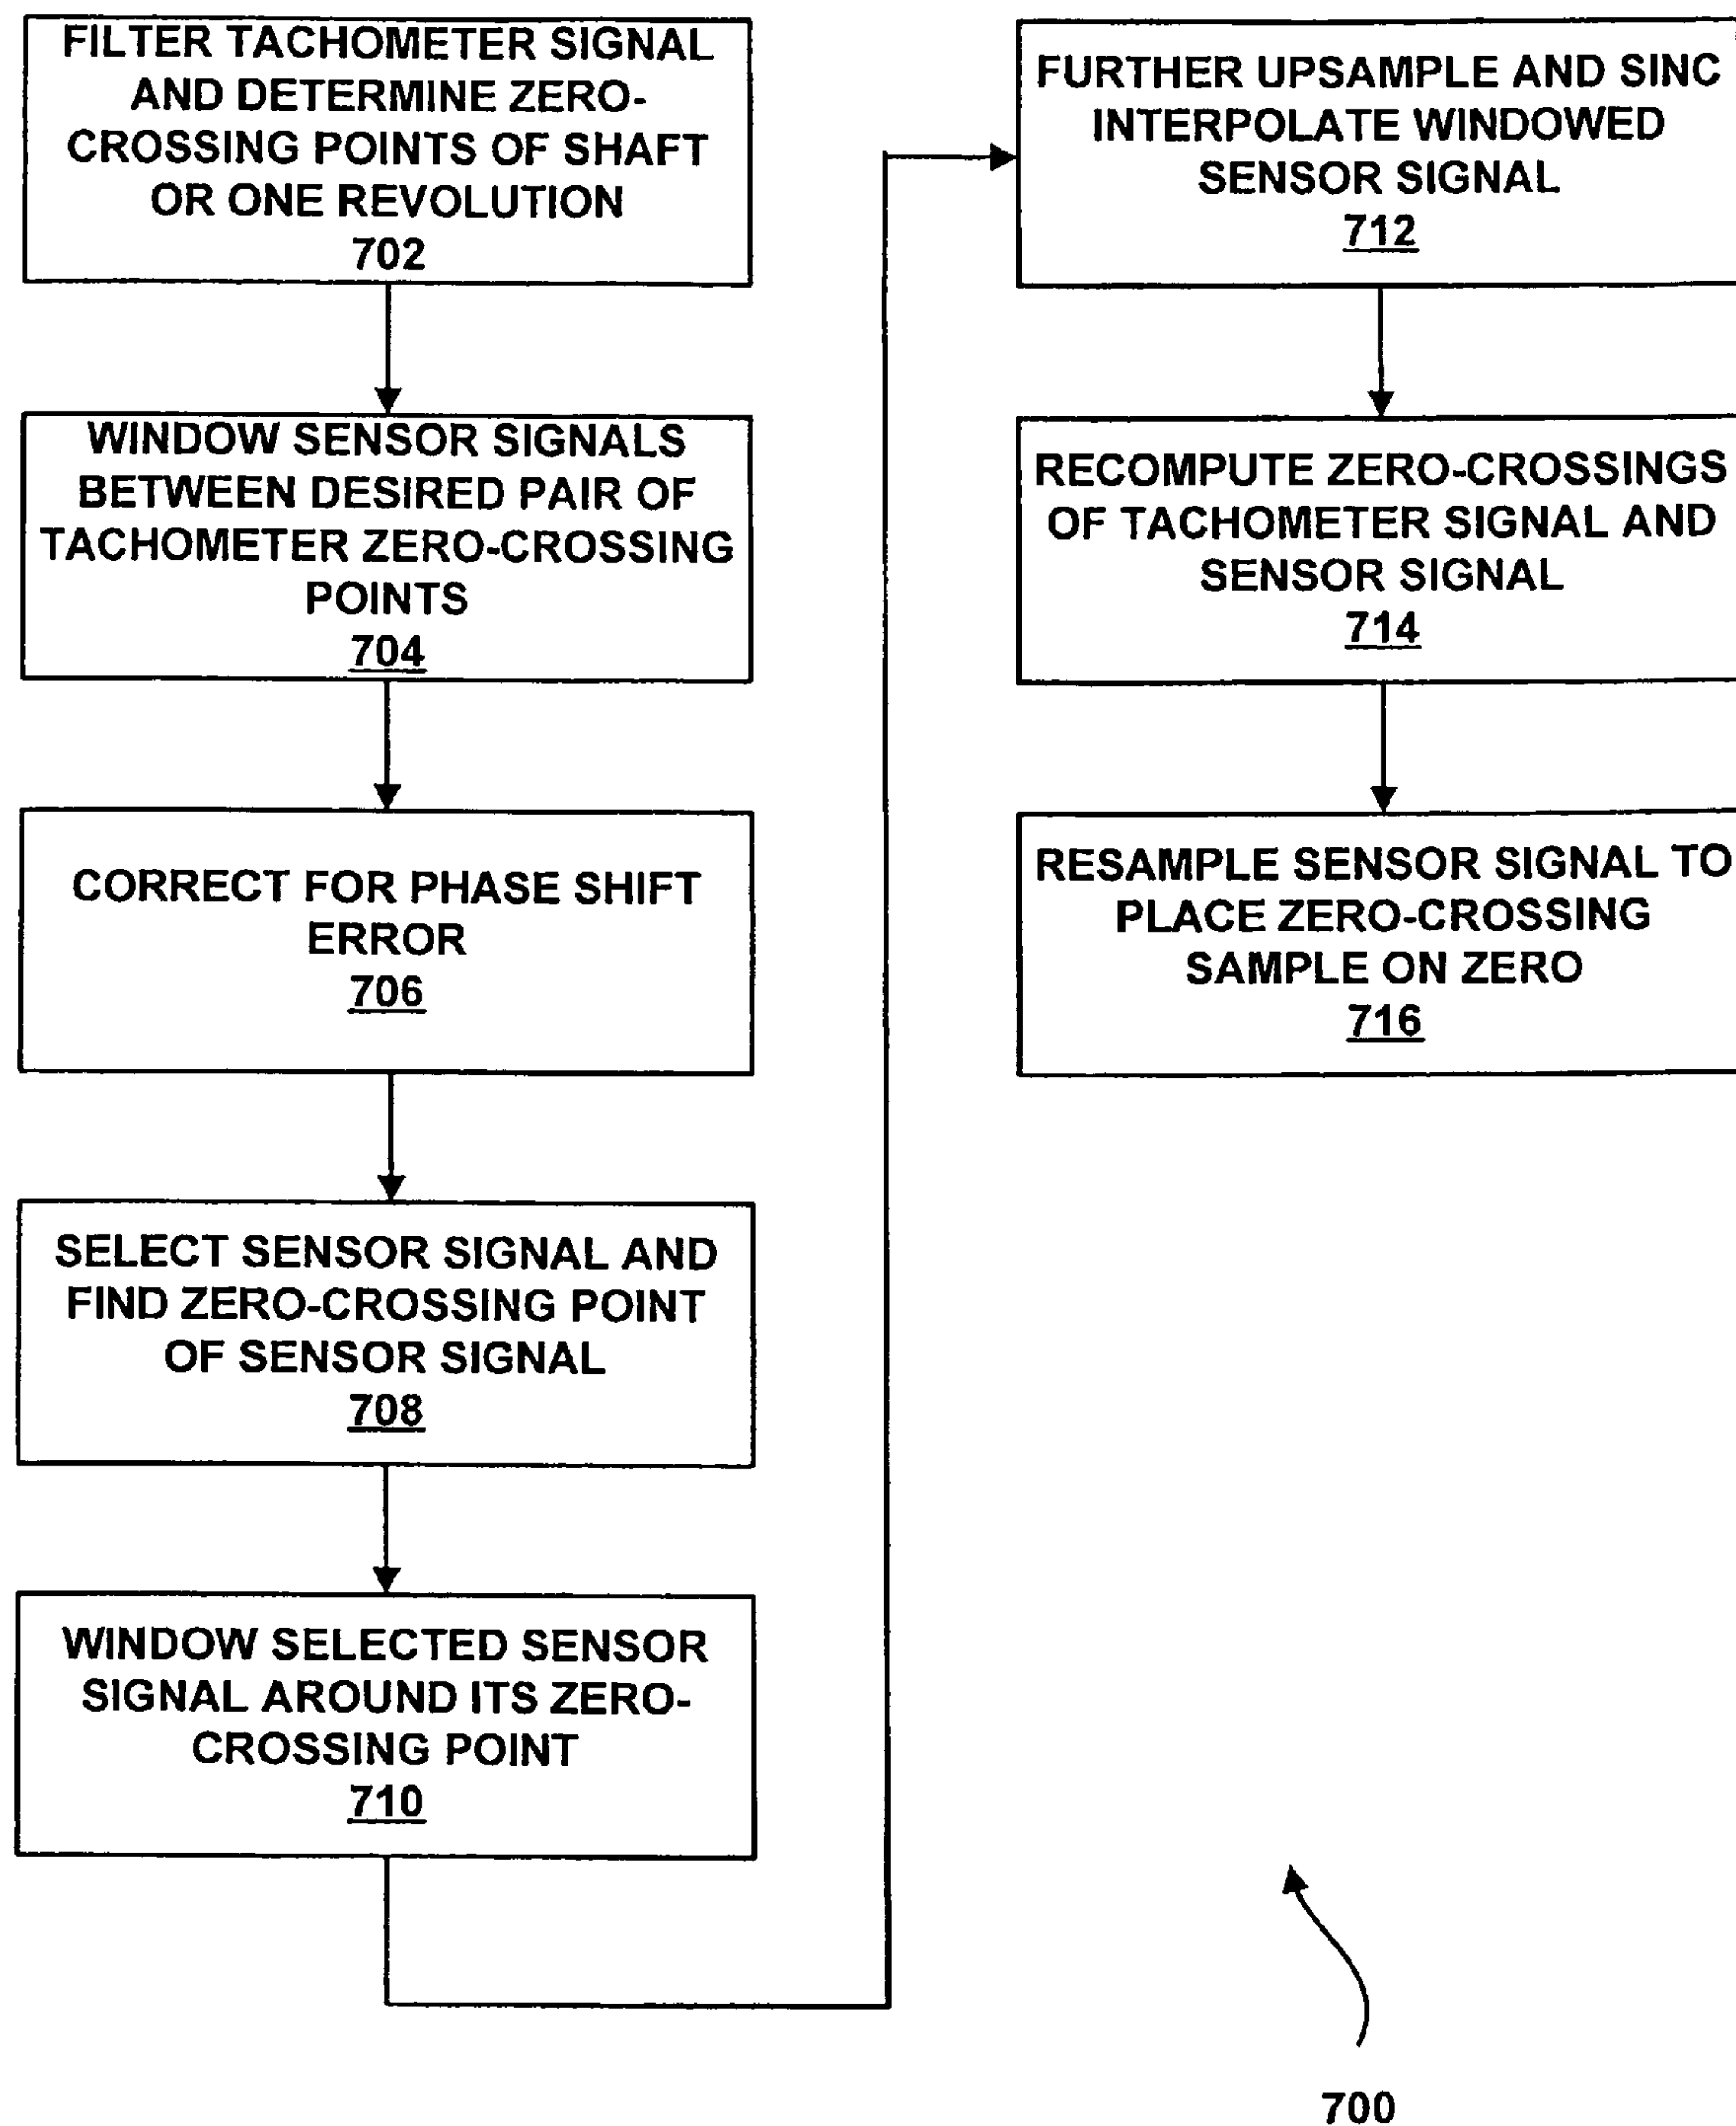 FILTER TACHOMETER SIGNAL
AND DETERMINE ZERO-
CROSSING POINTS OF SHAFT
OR ONE REVOLUTION
702
WINDOW SENSOR SIGNALS
BETWEEN DESIRED PAIR OF
TACHOMETER ZERO-CROSSING
POINTS
704
CORRECT FOR PHASE SHIFT
ERROR
706
SELECT SENSOR SIGNAL AND
FIND ZERO-CROSSING POINT
OF SENSOR SIGNAL
708
WINDOW SELECTED SENSOR
SIGNAL AROUND ITS ZERO-
CROSSING POINT
710
FURTHER UPSAMPLE AND SINC
INTERPOLATE WINDOWED
SENSOR SIGNAL
712
RECOMPUTE ZERO-CROSSINGS
OF TACHOMETER SIGNAL AND
SENSOR SIGNAL
714
RESAMPLE SENSOR SIGNAL TO
PLACE ZERO-CROSSING
SAMPLE ON ZERO
716
700